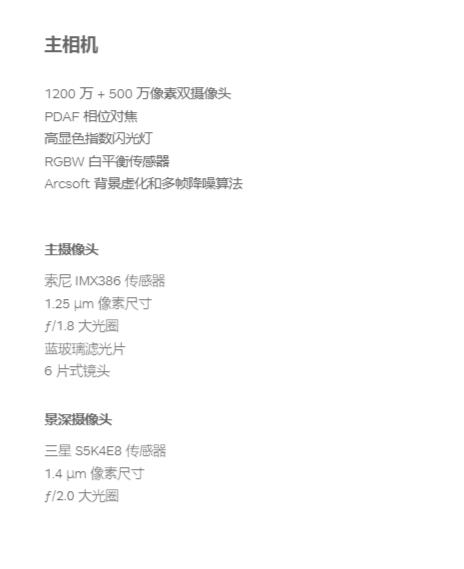 主相机
1200 万 + 500 万像素双摄像头
PDAF 相位对焦
高显色指数闪光灯
RGBW 白平衡传感器
Arcsoft 背景虚化和多帧降噪算法
主摄像头
索尼 IMX386 传感器
1.25 μm 像素尺寸
ƒ/1.8 大光圈
蓝玻璃滤光片
6 片式镜头
景深摄像头
三星 S5K4E8 传感器
1.4 μm 像素尺寸
ƒ/2.0 大光圈